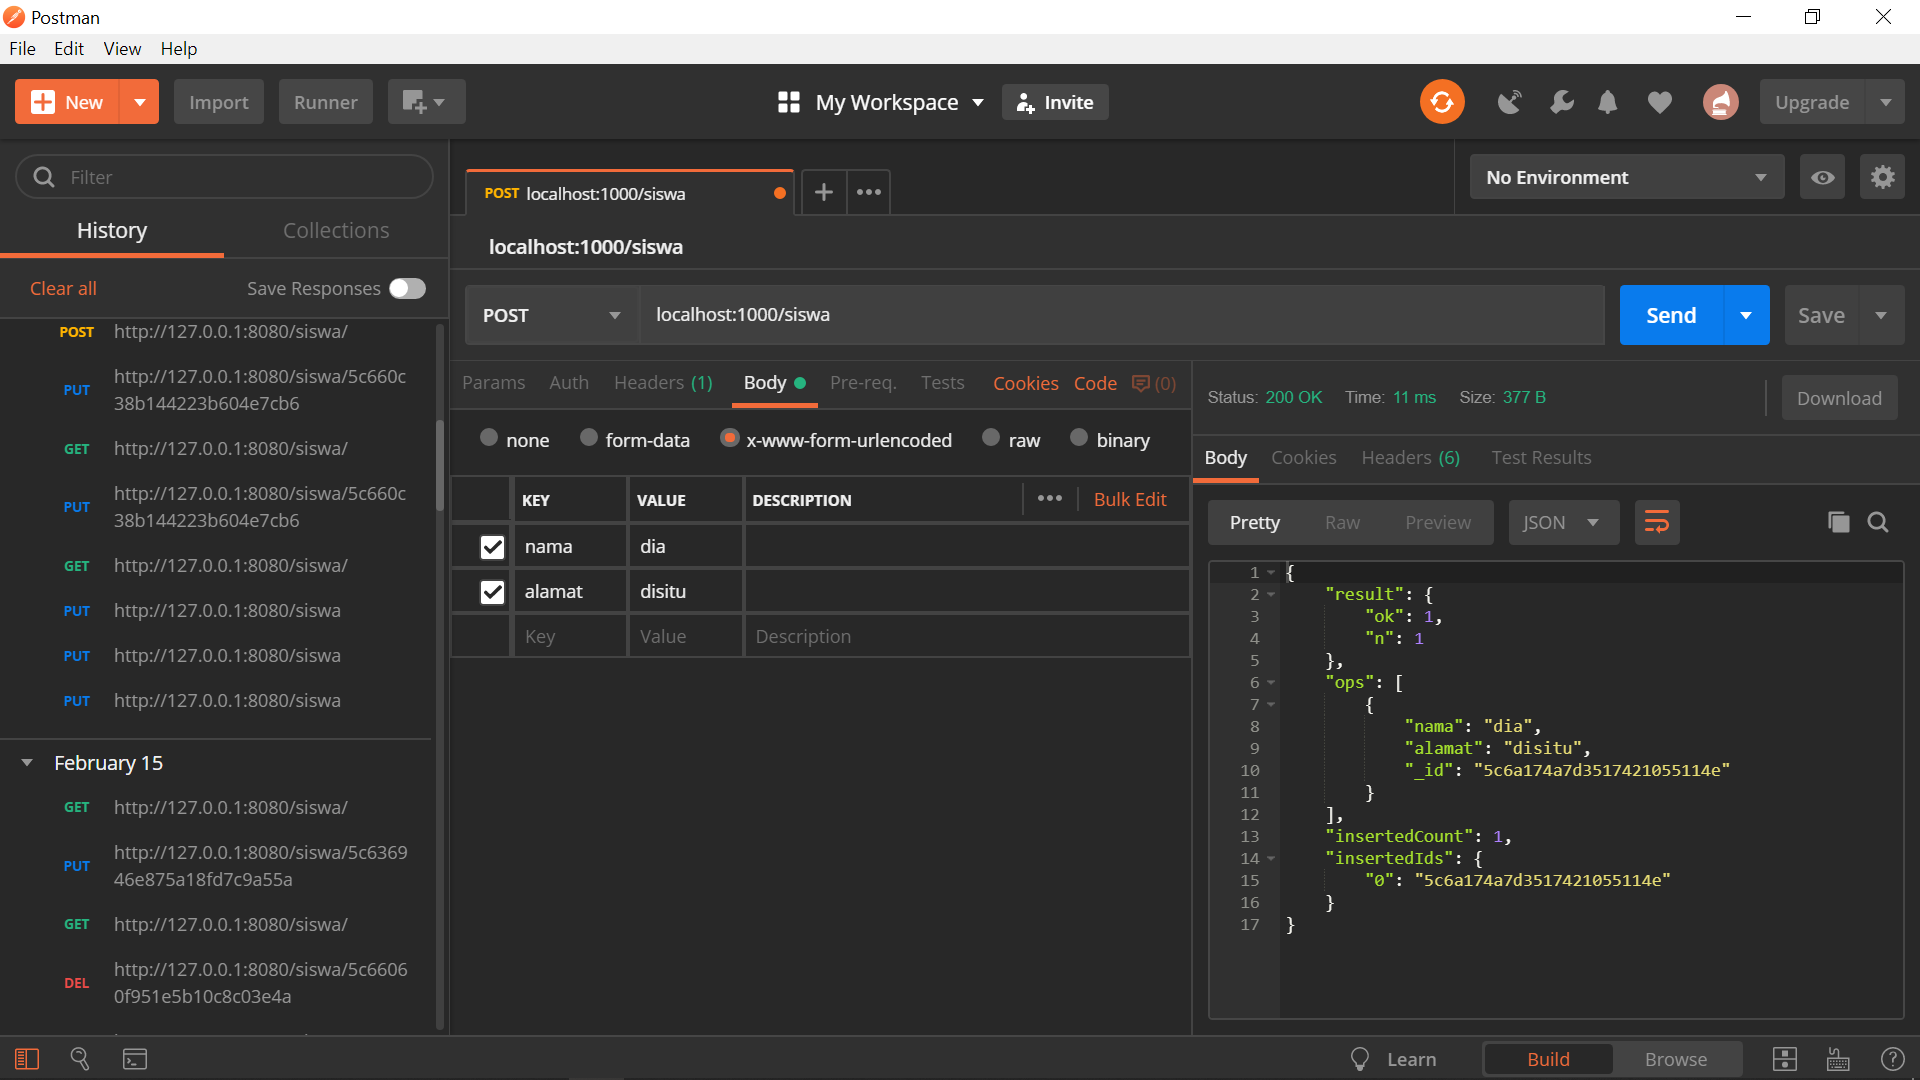 Postman
File Edit View Help
New Import Runner My Workspace Invite Upgrade
Filter
History Collections
Clear all Save Responses
POST http://127.0.0.1:8080/siswa/
PUT http://127.0.0.1:8080/siswa/5c660c
38b144223b604e7cb6
GET http://127.0.0.1:8080/siswa/
PUT http://127.0.0.1:8080/siswa/5c660c
38b144223b604e7cb6
GET http://127.0.0.1:8080/siswa/
PUT http://127.0.0.1:8080/siswa
PUT http://127.0.0.1:8080/siswa
PUT http://127.0.0.1:8080/siswa
February 15
GET http://127.0.0.1:8080/siswa/
PUT http://127.0.0.1:8080/siswa/5c6369
46e875a18fd7c9a55a
GET http://127.0.0.1:8080/siswa/
DEL http://127.0.0.1:8080/siswa/5c6606
0f951e5b10c8c03e4a
POST localhost:1000/siswa
No Environment
localhost:1000/siswa
POST localhost:1000/siswa Send Save
Params Auth Headers (1) Body Pre-req. Tests Cookies Code (0)
none form-data x-www-form-urlencoded raw binary
KEY VALUE DESCRIPTION Bulk Edit
nama dia
alamat disitu
Key Value Description
Status: 200 OK Time: 11 ms Size: 377 B Download
Body Cookies Headers (6) Test Results
Pretty Raw Preview JSON
1 {
2 "result": {
3 "ok": 1,
4 "n": 1
5 },
6 "ops": [
7 {
8 "nama": "dia",
9 "alamat": "disitu",
10 "_id": "5c6a174a7d3517421055114e"
11 }
12 ],
13 "insertedCount": 1,
14 "insertedIds": {
15 "0": "5c6a174a7d3517421055114e"
16 }
17 }
Learn Build Browse